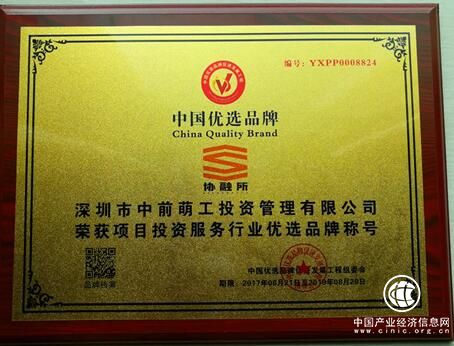 编号：YXPP0008824
中国优选品牌
China Quality Brand
协融所
深圳市中前萌工投资管理有限公司
荣获项目投资服务行业优选品牌称号
品牌档案
中国优选品牌 发展工程组委会
2017年08月21日至2019年08月20日
中国产业经济信息网
www.cinic.org.cn